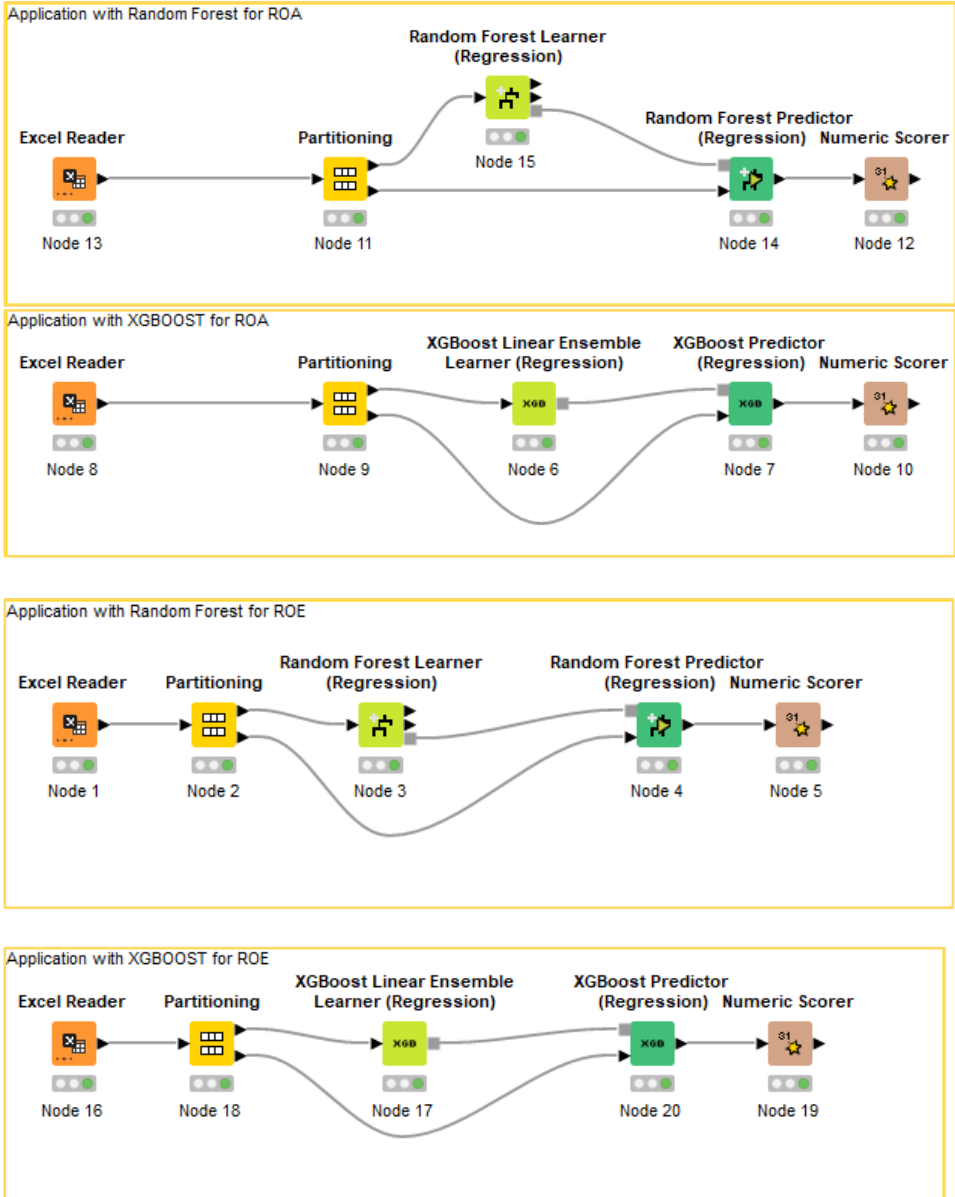 Application with Random Forest for ROA
Random Forest Learner
(Regression)
Random Forest Predictor
Excel Reader
Partitioning
(Regression)
Numeric Scorer
31
Node 15
Node 13
Node 11
Node 14
Node 12
Application with XGBOOST for ROA
XGBoost Linear Ensemble
XGBoost Predictor
Excel Reader
Partitioning
Learner (Regression)
(Regression)
Numeric Scorer
XGB
XGB
31
Node 8
Node 9
Node 6
Node 7
Node 10
Application with Random Forest for ROE
Random Forest Learner
Random Forest Predictor
Excel Reader
Partitioning
(Regression)
(Regression)
Numeric Scorer
31
Node 1
Node 2
Node 3
Node 4
Node 5
Application with XGBOOST for ROE
XGBoost Linear Ensemble
XGBoost Predictor
Excel Reader
Partitioning
Learner (Regression)
(Regression)
Numeric Scorer
XGB
XGB
31
Node 16
Node 18
Node 17
Node 20
Node 19